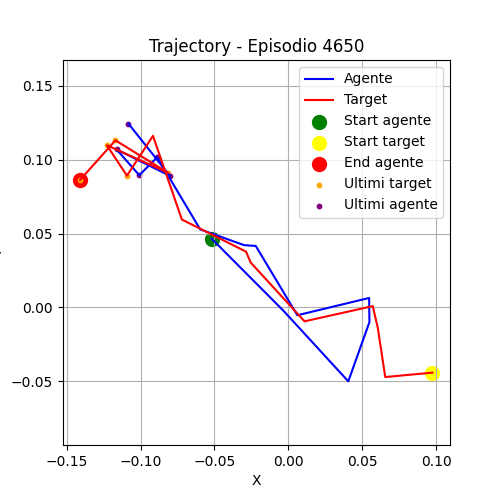 Trajectory - Episodio 4650
Agente
Target
Start agente
Start target
End agente
Ultimi target
Ultimi agente
0.15
0.10
0.05
0.00
−0.05
−0.15
−0.10
−0.05
0.00
0.05
0.10
X